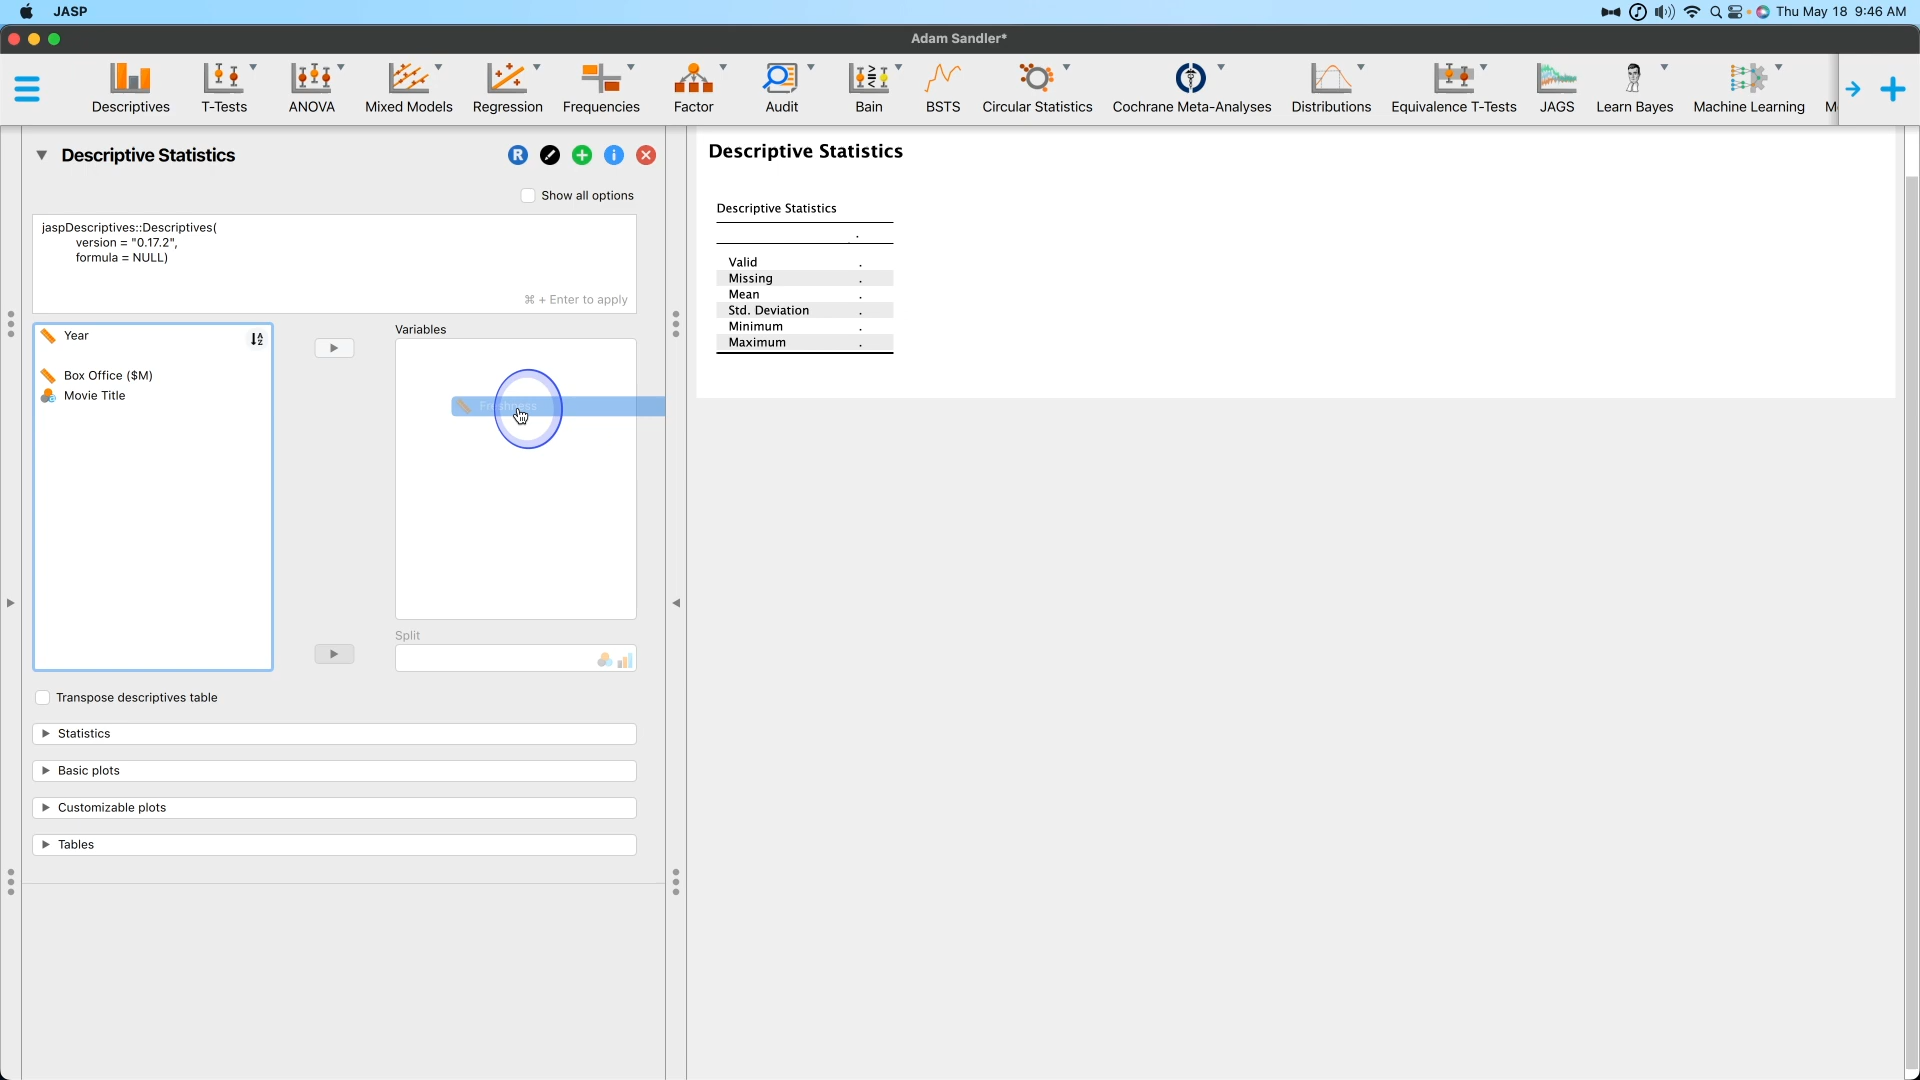 JASP
Thu May 18 9:46 AM
Adam Sandler*
Descriptives
T-Tests
ANOVA
Mixed Models
Regression
Frequencies
Factor
Audit
Bain
BSTS
Circular Statistics
Cochrane Meta-Analyses
Distributions
Equivalence T-Tests
JAGS
Learn Bayes
Machine Learning
Descriptive Statistics
R
i
Show all options
jaspDescriptives::Descriptives(
version = "0.17.2",
formula = NULL)
⌘ + Enter to apply
Year
Box Office ($M)
Movie Title
Variables
Freshness
Split
Transpose descriptives table
Statistics
Basic plots
Customizable plots
Tables
Descriptive Statistics
Descriptive Statistics
.
Valid .
Missing .
Mean .
Std. Deviation .
Minimum .
Maximum .